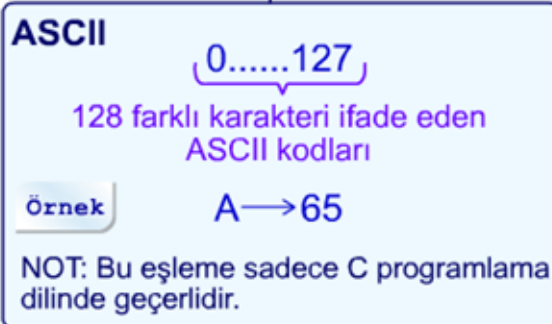 ASCII
0......127
128 farklı karakteri ifade eden
ASCII kodları
Örnek
A→65
NOT: Bu eşleme sadece C programlama
dilinde geçerlidir.